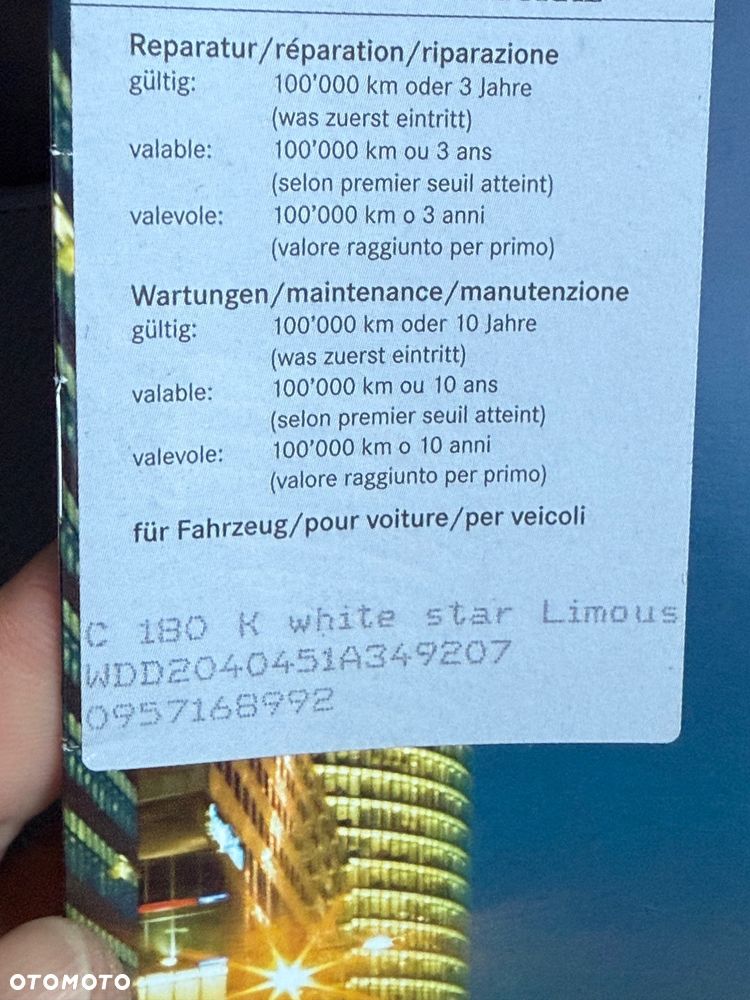 Reparatur/réparation/riparazione
gültig: 100'000 km oder 3 Jahre
(was zuerst eintritt)
valable: 100'000 km ou 3 ans
(selon premier seuil atteint)
valevole: 100'000 km o 3 anni
(valore raggiunto per primo)
Wartungen/maintenance/manutenzione
gültig: 100'000 km oder 10 Jahre
(was zuerst eintritt)
valable: 100'000 km ou 10 ans
(selon premier seuil atteint)
valevole: 100'000 km o 10 anni
(valore raggiunto per primo)
für Fahrzeug/pour voiture/per veicoli
C 180 K white star Limous
WDD2040451A349207
0957168992
OTOMOTO